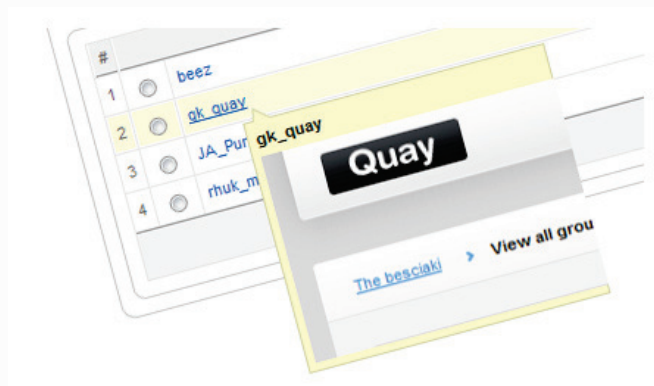 #
1 beez
2 gk_quay
3 JA_Pur
4 rhuk_m
gk_quay
Quay
The besciaki › View all grou